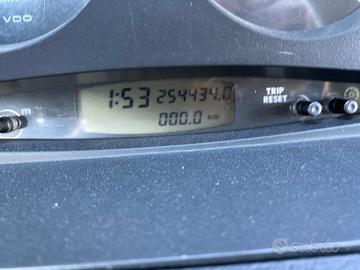 VDO
1:53 254434.0
000.0 km
TRIP
RESET
m
subito